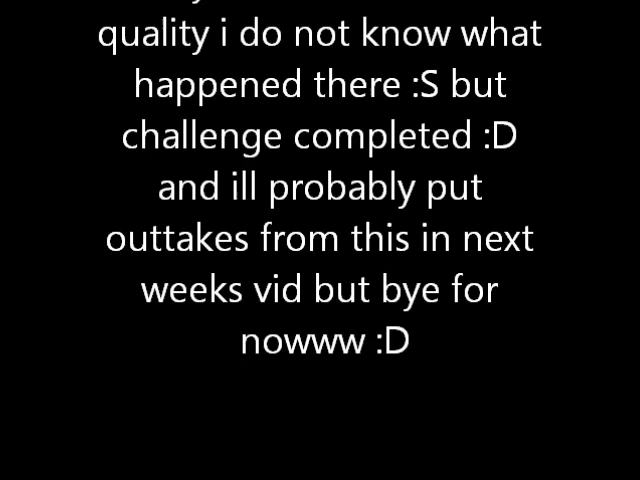 quality i do not know what
happened there :S but
challenge completed :D
and ill probably put
outtakes from this in next
weeks vid but bye for
nowww :D